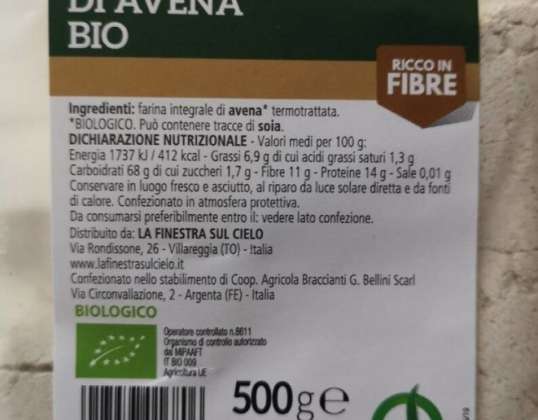 DI AVENA
BIO
RICCO IN
FIBRE
Ingredienti: farina integrale di avena* termotrattata.
*BIOLOGICO. Può contenere tracce di soia.
DICHIARAZIONE NUTRIZIONALE - Valori medi per 100 g:
Energia 1737 kJ / 412 kcal - Grassi 6,9 g di cui acidi grassi saturi 1,3 g
Carboidrati 68 g di cui zuccheri 1,7 g - Fibre 11 g - Proteine 14 g - Sale 0,01 g
Conservare in luogo fresco e asciutto, al riparo da luce solare diretta e da fonti
di calore. Confezionato in atmosfera protettiva.
Da consumarsi preferibilmente entro il: vedere lato confezione.
Distribuito da: LA FINESTRA SUL CIELO
Via Rondissone, 26 - Villareggia (TO) - Italia
www.lafinestrasulcielo.it
Confezionato nello stabilimento di Coop. Agricola Braccianti G. Bellini Scarl
Via Circonvallazione, 2 - Argenta (FE) - Italia
BIOLOGICO
Operatore controllato n.B611
Organismo di controllo autorizzato
dal MIPAAFT
IT BIO 009
Agricoltura UE
500g e